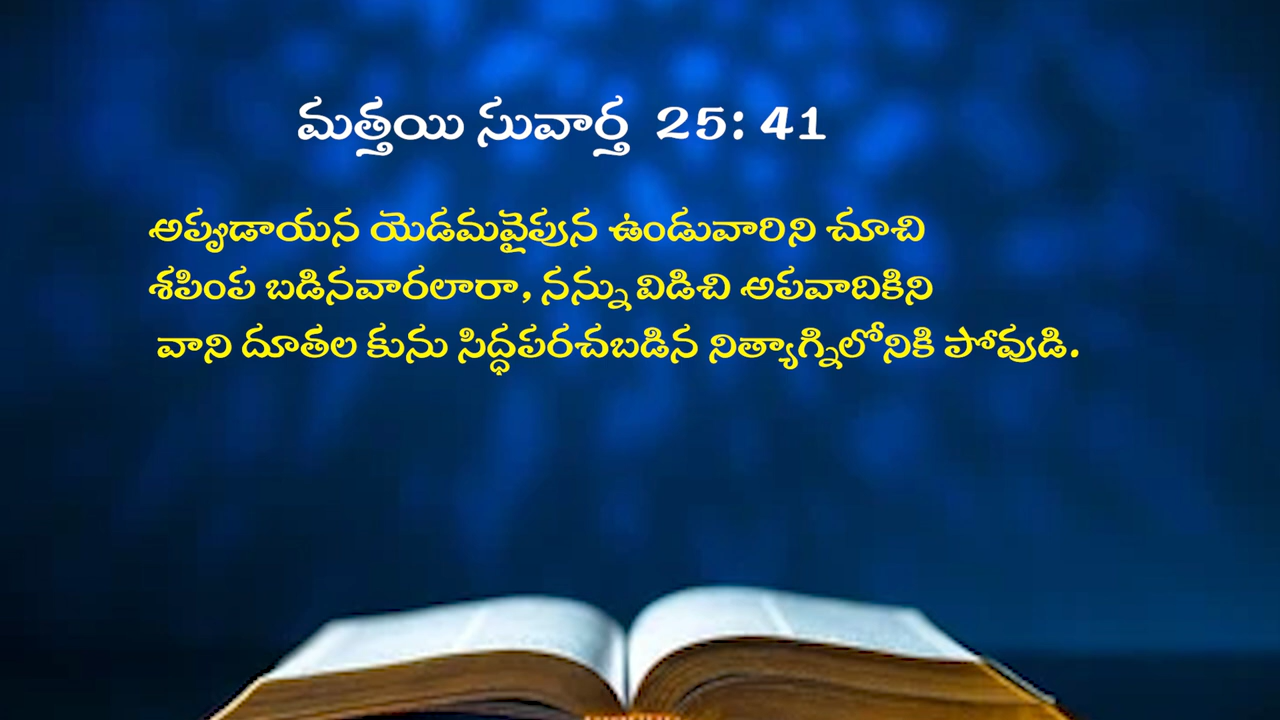 మత్తయి సువార్త 25: 41
అప్పుడాయన యెడమవైపున ఉండువారిని చూచి
శపింప బడినవారలారా, నన్ను విడిచి అపవాదికిని
వాని దూతల కును సిద్ధపరచబడిన నిత్యాగ్నిలోనికి పోవుడి.